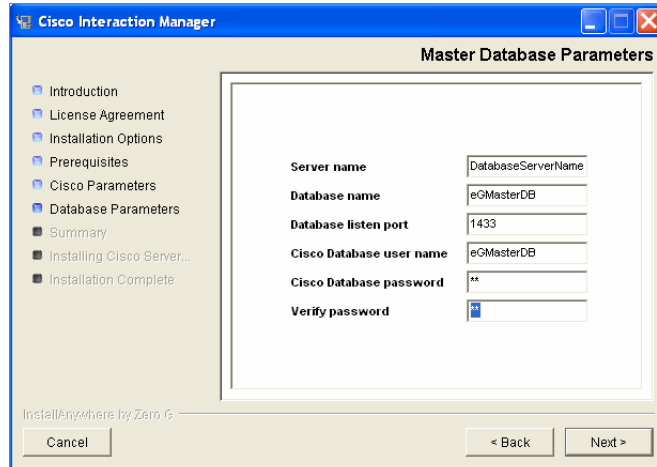 Cisco Interaction Manager
Master Database Parameters
Introduction
License Agreement
Installation Options
Prerequisites
Cisco Parameters
Database Parameters
Summary
Installing Cisco Server...
Installation Complete
Server name DatabaseServerName
Database name eGMasterDB
Database listen port 1433
Cisco Database user name eGMasterDB
Cisco Database password **
Verify password **
InstallAnywhere by Zero G
Cancel < Back Next >